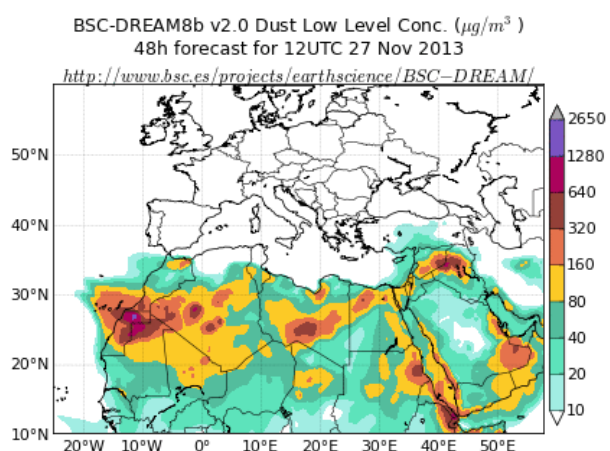 BSC-DREAM8b v2.0 Dust Low Level Conc. (μg/m³ )
48h forecast for 12UTC 27 Nov 2013
http://www.bsc.es/projects/earthscience/BSC−DREAM/
50°N
40°N
30°N
20°N
10°N
20°W
10°W
0°
10°E
20°E
30°E
40°E
50°E
2650
1280
640
320
160
80
40
20
10